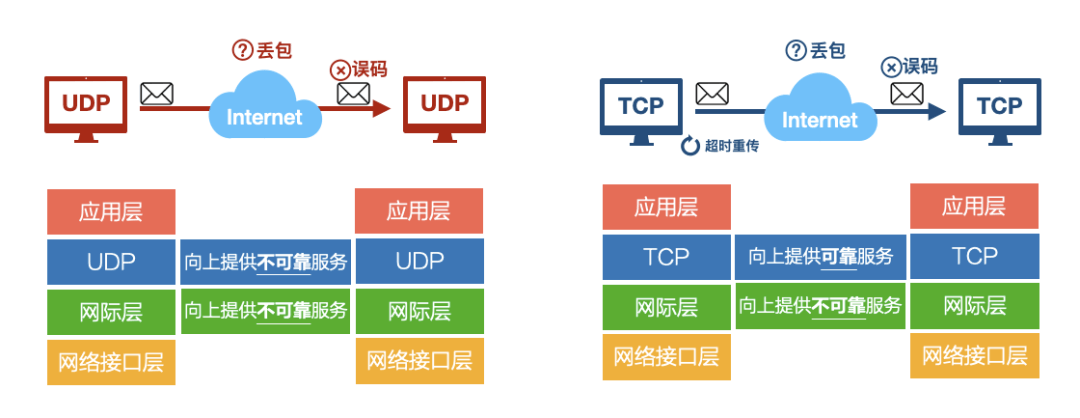 ?丢包
×误码
UDP
Internet
UDP
应用层
应用层
UDP
向上提供不可靠服务
UDP
网际层
向上提供不可靠服务
网际层
网络接口层
网络接口层
?丢包
×误码
TCP
Internet
TCP
超时重传
应用层
应用层
TCP
向上提供可靠服务
TCP
网际层
向上提供不可靠服务
网际层
网络接口层
网络接口层